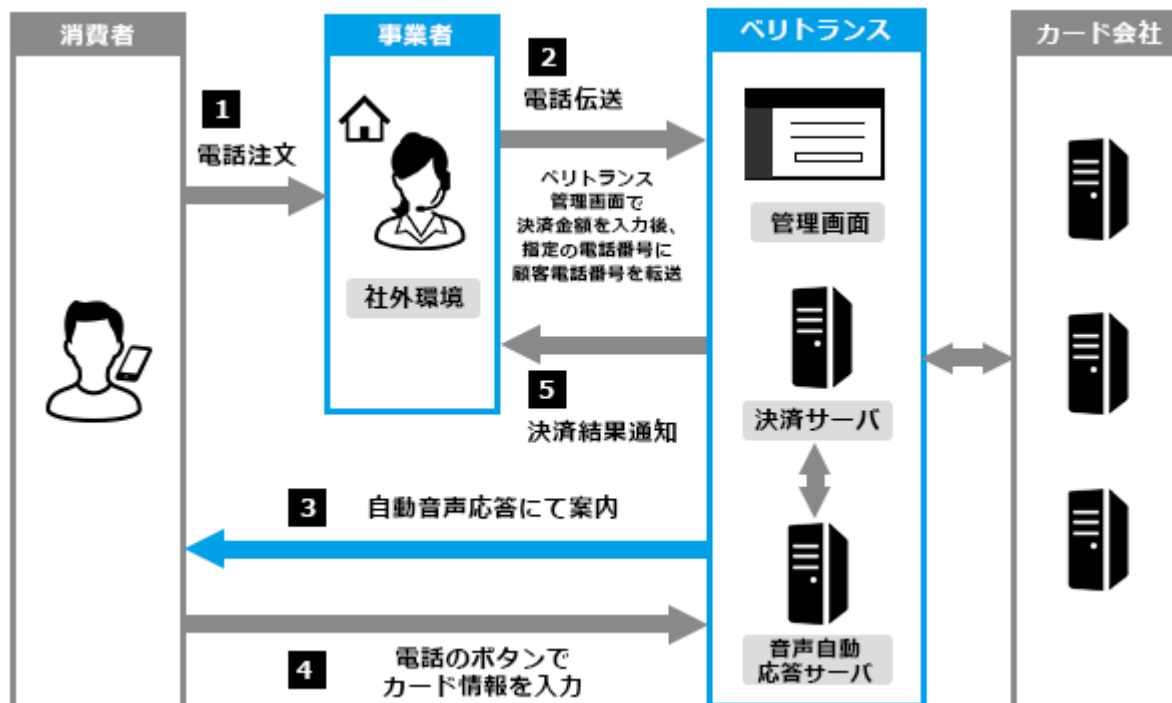 消費者
事業者
ベリトランス
カード会社
1
電話注文
2
電話伝送
ベリトランス
管理画面で
決済金額を入力後、
指定の電話番号に
顧客電話番号を転送
社外環境
管理画面
5
決済結果通知
決済サーバ
3
自動音声応答にて案内
4
電話のボタンで
カード情報を入力
音声自動
応答サーバ